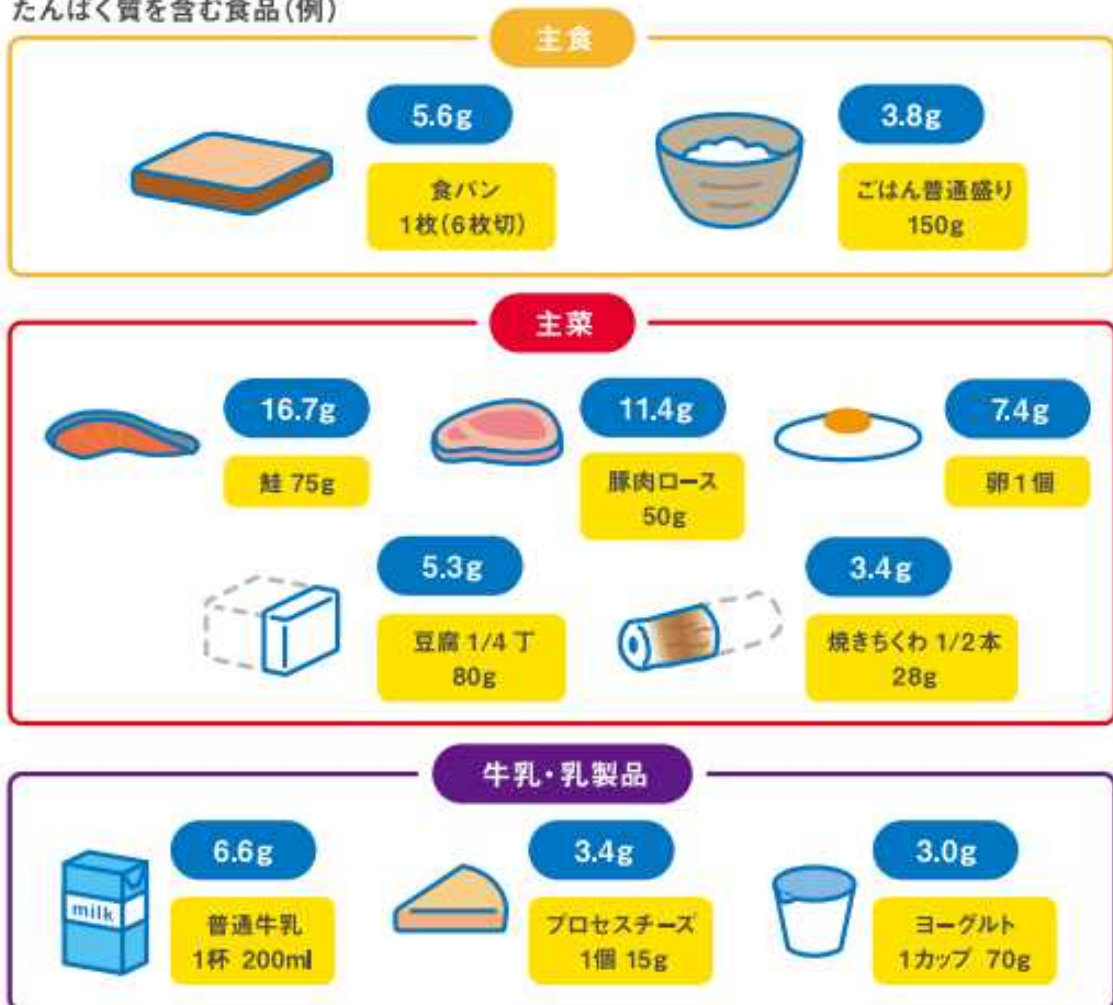 たんぱく質を含む食品（例）
主食
5.6g
食パン
1枚（6枚切）
3.8g
ごはん普通盛り
150g
主菜
16.7g
鮭 75g
11.4g
豚肉ロース
50g
7.4g
卵1個
5.3g
豆腐 1/4 丁
80g
3.4g
焼きちくわ 1/2 本
28g
牛乳・乳製品
milk
6.6g
普通牛乳
1杯 200ml
3.4g
プロセスチーズ
1個 15g
3.0g
ヨーグルト
1カップ 70g